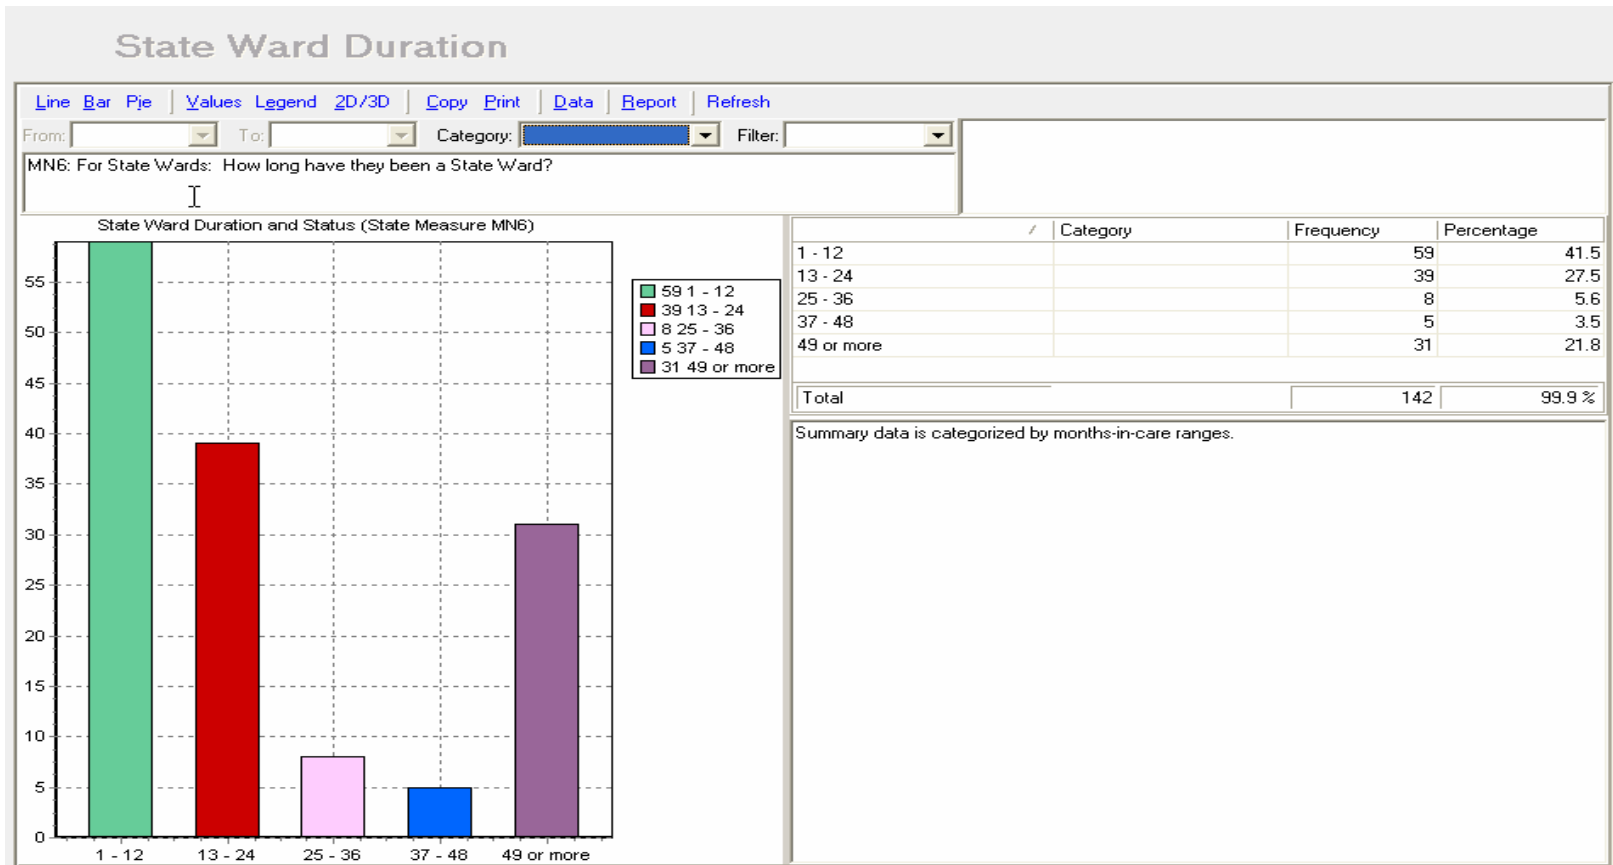 State Ward Duration
Line Bar Pie Values Legend 2D/3D Copy Print Data Report Refresh
From: To: Category: Filter:
MN6: For State Wards: How long have they been a State Ward?
State Ward Duration and Status (State Measure MN6)
55
50
45
40
35
30
25
20
15
10
5
0
1 - 12 13 - 24 25 - 36 37 - 48 49 or more
59 1 - 12
39 13 - 24
8 25 - 36
5 37 - 48
31 49 or more
/ Category Frequency Percentage
1 - 12 59 41.5
13 - 24 39 27.5
25 - 36 8 5.6
37 - 48 5 3.5
49 or more 31 21.8
Total 142 99.9 %
Summary data is categorized by months-in-care ranges.